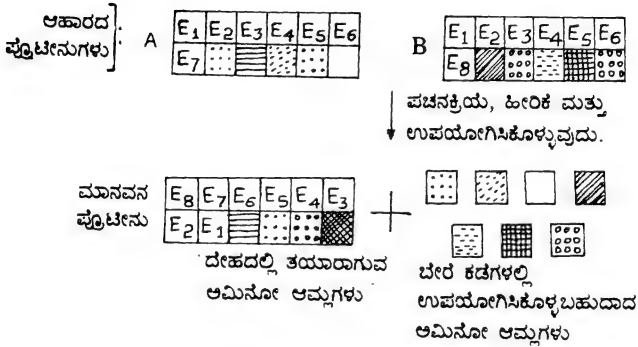 ಆಹಾರದ
ಪ್ರೊಟೀನುಗಳು
: A
E1 E2 E3 E4 E5 E6
E7
B
E1 E2 E3 E4 E5 E6
E8
ಪಚನಕ್ರಿಯೆ, ಹೀರಿಕೆ ಮತ್ತು
ಉಪಯೋಗಿಸಿಕೊಳ್ಳುವುದು.
ಮಾನವನ
ಪ್ರೊಟೀನು
E8 E7 E6 E5 E4 E3
E2 E1
+
ದೇಹದಲ್ಲಿ ತಯಾರಾಗುವ
ಅಮಿನೋ ಆಮ್ಲಗಳು
ಬೇರೆ ಕಡೆಗಳಲ್ಲಿ
ಉಪಯೋಗಿಸಿಕೊಳ್ಳಬಹುದಾದ
ಅಮಿನೋ ಆಮ್ಲಗಳು